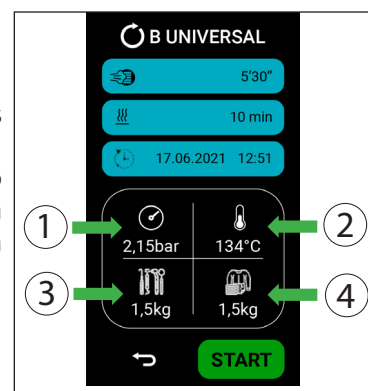 B UNIVERSAL
5'30"
10 min
17.06.2021 12:51
1 2
2,15bar 134°C
3 4
1,5kg 1,5kg
START